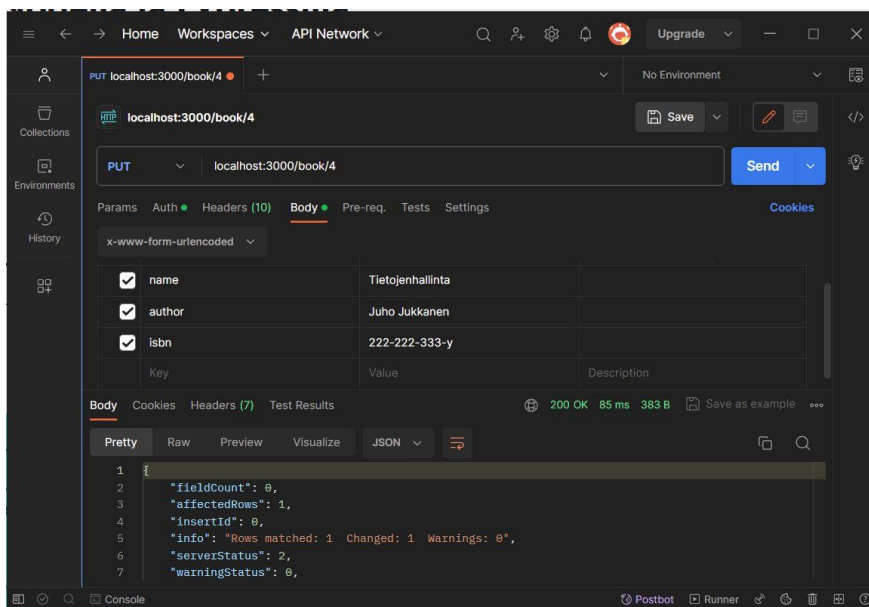 Home Workspaces API Network Upgrade
PUT localhost:3000/book/4 No Environment
HTTP localhost:3000/book/4 Save
Collections
PUT localhost:3000/book/4 Send
Environments
Params Auth Headers (10) Body Pre-req. Tests Settings Cookies
History
x-www-form-urlencoded
name Tietojenhallinta
author Juho Jukkanen
isbn 222-222-333-y
Key Value Description
Body Cookies Headers (7) Test Results 200 OK 85 ms 383 B Save as example
Pretty Raw Preview Visualize JSON
1 {
2 "fieldCount": 0,
3 "affectedRows": 1,
4 "insertId": 0,
5 "info": "Rows matched: 1 Changed: 1 Warnings: 0",
6 "serverStatus": 2,
7 "warningStatus": 0,
Console Postbot Runner